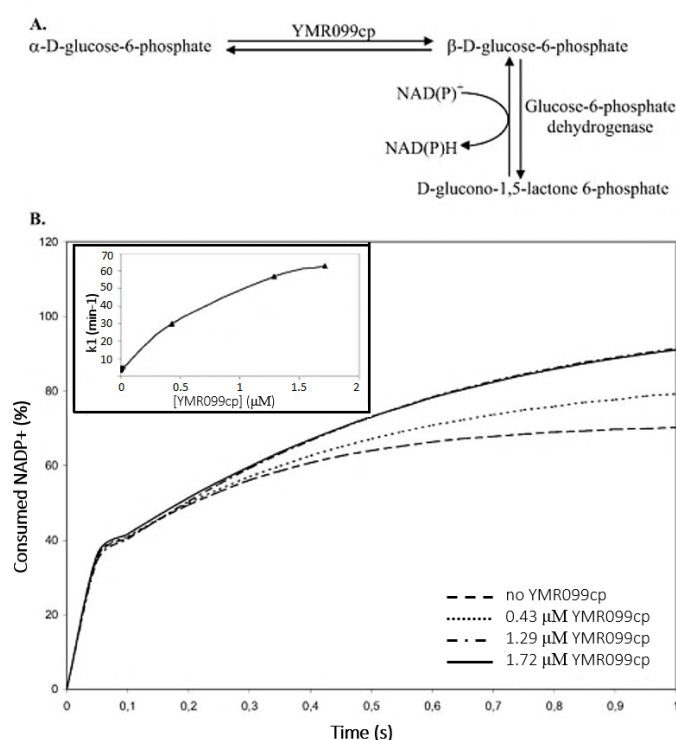 A.
YMR099cp
α-D-glucose-6-phosphate
β-D-glucose-6-phosphate
NAD(P)+
Glucose-6-phosphate
dehydrogenase
NAD(P)H
D-glucono-1,5-lactone 6-phosphate
B.
120
100
80
60
40
20
0
Consumed NADP+ (%)
70
60
50
40
30
20
10
k1 (min-1)
0
0.5
1
1.5
2
[YMR099cp] (μM)
no YMR099cp
0.43 μM YMR099cp
1.29 μM YMR099cp
1.72 μM YMR099cp
0
0,1
0,2
0,3
0,4
0,5
0,6
0,7
0,8
0,9
1
Time (s)